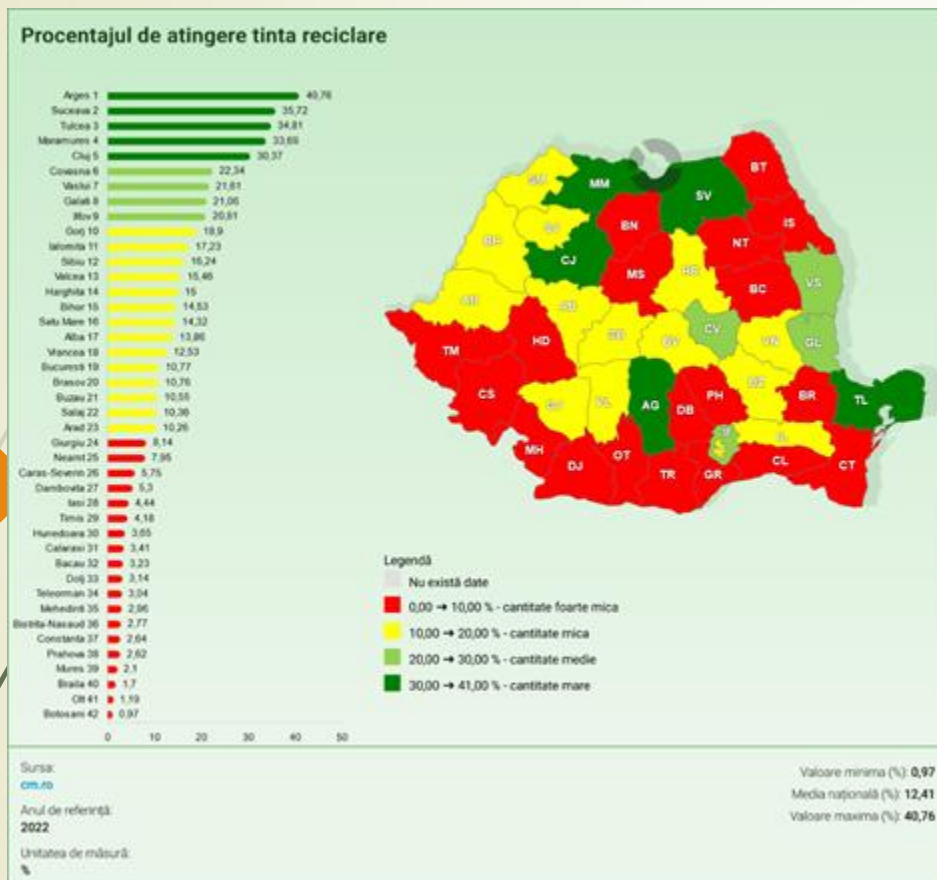 Procentajul de atingere tinta reciclare
Arges 1 40,76
Suceava 2 35,72
Tulcea 3 34,81
Maramures 4 33,69
Cluj 5 30,37
Covasna 6 22,34
Vaslui 7 21,61
Galati 8 21,06
Ilfov 9 20,81
Gorj 10 18,9
Ialomita 11 17,23
Sibiu 12 16,24
Valcea 13 15,46
Harghita 14 15
Bihor 15 14,53
Satu Mare 16 14,32
Alba 17 13,86
Vrancea 18 12,53
Bucuresti 19 10,77
Brasov 20 10,76
Buzau 21 10,55
Salaj 22 10,36
Arad 23 10,26
Giurgiu 24 8,14
Neamt 25 7,95
Caras-Severin 26 5,75
Dambovita 27 5,3
Iasi 28 4,44
Timis 29 4,18
Hunedoara 30 3,65
Calarasi 31 3,41
Bacau 32 3,23
Dolj 33 3,14
Teleorman 34 3,04
Mehedinti 35 2,96
Bistrita-Nasaud 36 2,77
Constanta 37 2,64
Prahova 38 2,62
Mures 39 2,1
Braila 40 1,7
Olt 41 1,19
Botosani 42 0,97
0 10 20 30 40 50
BT
MM
SV
IS
BN
NT
CJ
MS
BC
VS
CV
GL
TM
HD
CS
AG
DB
PH
BR
TL
MH
DJ
OT
TR
GR
CL
CT
Legendă
Nu există date
0,00 → 10,00 % - cantitate foarte mica
10,00 → 20,00 % - cantitate mica
20,00 → 30,00 % - cantitate medie
30,00 → 41,00 % - cantitate mare
Sursa:
cm.ro
Anul de referință:
2022
Unitatea de măsură:
%
Valoare minima (%): 0,97
Media națională (%): 12,41
Valoare maxima (%): 40,76